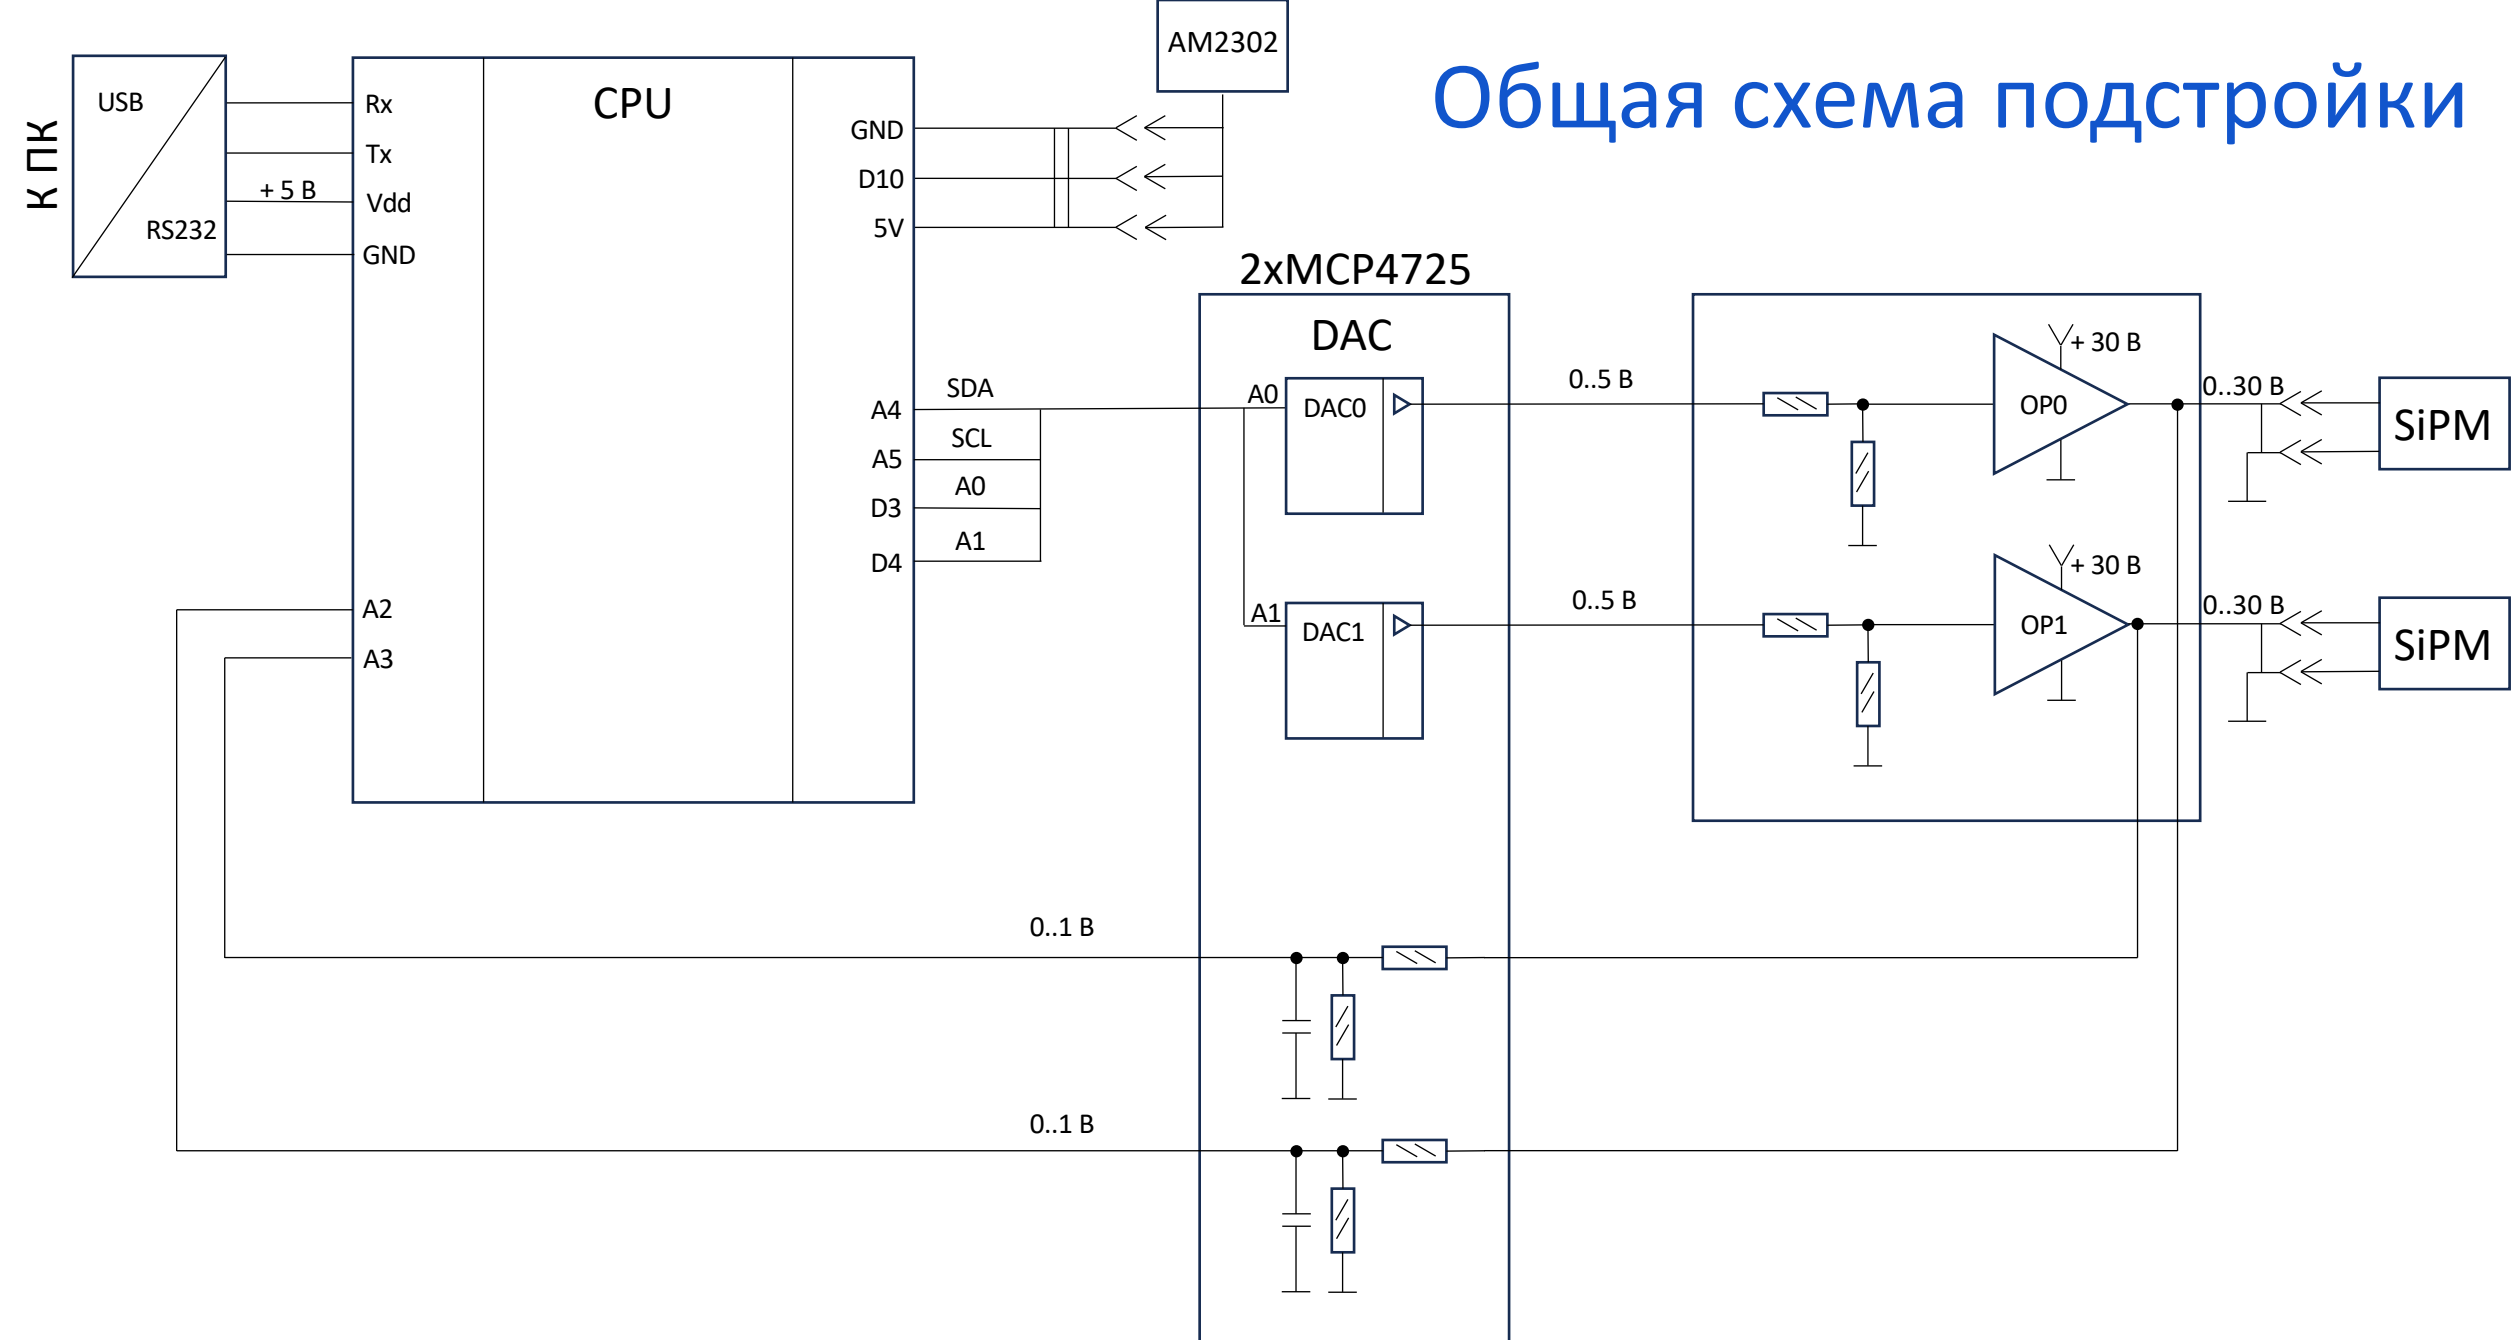 Общая схема подстройки
К ПК
USB
RS232
+ 5 В
Rx
Tx
Vdd
GND
CPU
GND
D10
5V
AM2302
A4
A5
D3
D4
SDA
SCL
A0
A1
A2
A3
2xMCP4725
DAC
A0
DAC0
A1
DAC1
0..5 В
0..5 В
+ 30 В
OP0
+ 30 В
OP1
0..30 В
SiPM
0..30 В
SiPM
0..1 В
0..1 В